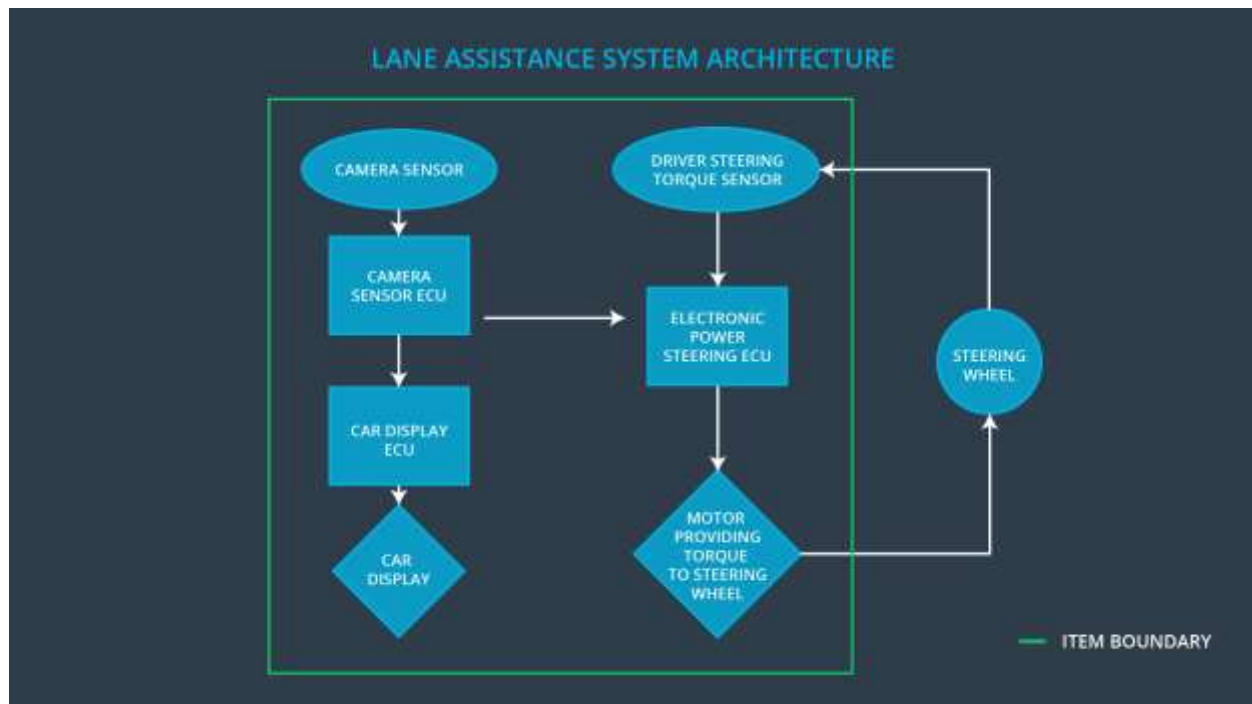 LANE ASSISTANCE SYSTEM ARCHITECTURE
CAMERA SENSOR
CAMERA
SENSOR ECU
CAR DISPLAY
ECU
CAR
DISPLAY
DRIVER STEERING
TORQUE SENSOR
ELECTRONIC
POWER
STEERING ECU
MOTOR
PROVIDING
TORQUE
TO STEERING
WHEEL
STEERING
WHEEL
ITEM BOUNDARY